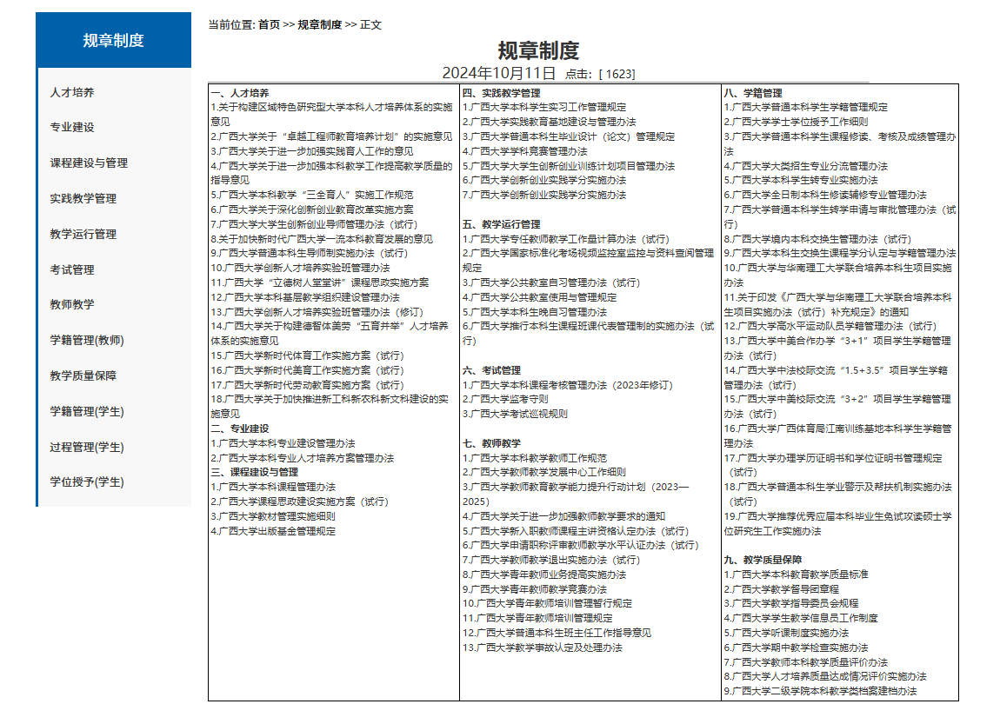 规章制度
人才培养
专业建设
课程建设与管理
实践教学管理
教学运行管理
考试管理
教师教学
学籍管理(教师)
教学质量保障
学籍管理(学生)
过程管理(学生)
学位授予(学生)
当前位置: 首页 >> 规章制度 >> 正文
规章制度
2024年10月11日 点击：[ 1623]
一、人才培养
1.关于构建区域特色研究型大学本科人才培养体系的实施
意见
2.广西大学关于“卓越工程师教育培养计划”的实施意见
3.广西大学关于进一步加强实践育人工作的意见
4.广西大学关于进一步加强本科教学工作提高教学质量的
指导意见
5.广西大学本科教学“三全育人”实施工作规范
6.广西大学关于深化创新创业教育改革实施方案
7.广西大学大学生创新创业导师管理办法（试行）
8.关于加快新时代广西大学一流本科教育发展的意见
9.广西大学普通本科生导师制实施办法（试行）
10.广西大学创新人才培养实验班管理办法
11.广西大学“立德树人堂堂讲”课程思政实施方案
12.广西大学本科基层教学组织建设管理办法
13.广西大学创新人才培养实验班管理办法（修订）
14.广西大学关于构建德智体美劳“五育并举”人才培养
体系的实施意见
15.广西大学新时代体育工作实施方案（试行）
16.广西大学新时代美育工作实施方案（试行）
17.广西大学新时代劳动教育实施方案（试行）
18.广西大学关于加快推进新工科新农科新文科建设的实
施意见
二、专业建设
1.广西大学本科专业建设管理办法
2.广西大学本科专业人才培养方案管理办法
三、课程建设与管理
1.广西大学本科课程管理办法
2.广西大学课程思政建设实施方案（试行）
3.广西大学教材管理实施细则
4.广西大学出版基金管理规定
四、实践教学管理
1.广西大学本科学生实习工作管理规定
2.广西大学实践教育基地建设与管理办法
3.广西大学普通本科生毕业设计（论文）管理规定
4.广西大学学科竞赛管理办法
5.广西大学大学生创新创业训练计划项目管理办法
6.广西大学创新创业实践学分实施办法
7.广西大学创新创业实践学分实施办法
五、教学运行管理
1.广西大学专任教师教学工作量计算办法（试行）
2.广西大学国家标准化考场视频监控室监控与资料查阅管理
规定
3.广西大学公共教室自习管理办法（试行）
4.广西大学公共教室使用与管理规定
5.广西大学本科生晚自习管理办法
6.广西大学推行本科生课程班课代表管理制的实施办法（试
行）
六、考试管理
1.广西大学本科课程考核管理办法（2023年修订）
2.广西大学监考守则
3.广西大学考试巡视规则
七、教师教学
1.广西大学本科教学教师工作规范
2.广西大学教师教学发展中心工作细则
3.广西大学教师教育教学能力提升行动计划（2023—
2025）
4.广西大学关于进一步加强教师教学要求的通知
5.广西大学新入职教师课程主讲资格认定办法（试行）
6.广西大学申请职称评审教师教学水平认证办法（试行）
7.广西大学教师教学退出实施办法（试行）
8.广西大学青年教师业务提高实施办法
9.广西大学青年教师教学竞赛办法
10.广西大学青年教师培训管理暂行规定
11.广西大学青年教师培训管理规定
12.广西大学普通本科生班主任工作指导意见
13.广西大学教学事故认定及处理办法
八、学籍管理
1.广西大学普通本科学生学籍管理规定
2.广西大学学士学位授予工作细则
3.广西大学普通本科学生课程修读、考核及成绩管理办
法
4.广西大学大类招生专业分流管理办法
5.广西大学本科学生转专业实施办法
6.广西大学全日制本科生修读辅修专业管理办法
7.广西大学普通本科学生转学申请与审批管理办法（试
行）
8.广西大学境内本科交换生管理办法（试行）
9.广西大学本科生交换生课程学分认定与学籍管理办法
10.广西大学与华南理工大学联合培养本科生项目实施
办法
11.关于印发《广西大学与华南理工大学联合培养本科
生项目实施办法（试行）补充规定》的通知
12.广西大学高水平运动队员学籍管理办法（试行）
13.广西大学中美合作办学“3+1”项目学生学籍管理
办法（试行）
14.广西大学中法校际交流“1.5+3.5”项目学生学籍
管理办法（试行）
15.广西大学中美校际交流“3+2”项目学生学籍管理
办法（试行）
16.广西大学广西体育局江南训练基地本科学生学籍管
理办法
17.广西大学办理学历证明书和学位证明书管理规定
（试行）
18.广西大学普通本科学生学业警示及帮扶机制实施办法
（试行）
19.广西大学推荐优秀应届本科毕业生免试攻读硕士学
位研究生工作实施办法
九、教学质量保障
1.广西大学本科教育教学质量标准
2.广西大学教学督导团章程
3.广西大学教学指导委员会规程
4.广西大学学生教学信息员工作制度
5.广西大学听课制度实施办法
6.广西大学期中教学检查实施办法
7.广西大学教师本科教学质量评价办法
8.广西大学人才培养质量达成情况评价实施办法
9.广西大学二级学院本科教学类档案建档办法